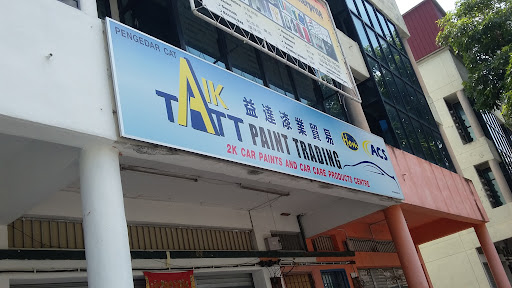 PENGEDAR CAT
AIK
TATT
益達漆業貿易
PAINT TRADING
ACS
2K CAR PAINTS AND CAR CARE PRODUCTS CENTRE